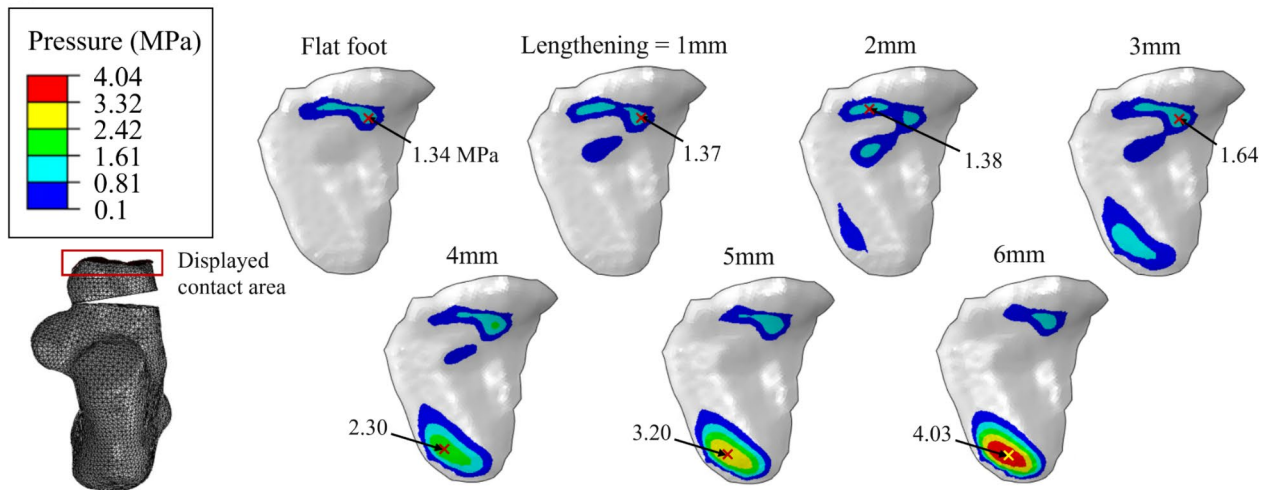 Pressure (MPa)
4.04
3.32
2.42
1.61
0.81
0.1
Displayed
contact area
Flat foot
1.34 MPa
Lengthening = 1mm
1.37
2mm
1.38
3mm
1.64
4mm
2.30
5mm
3.20
6mm
4.03